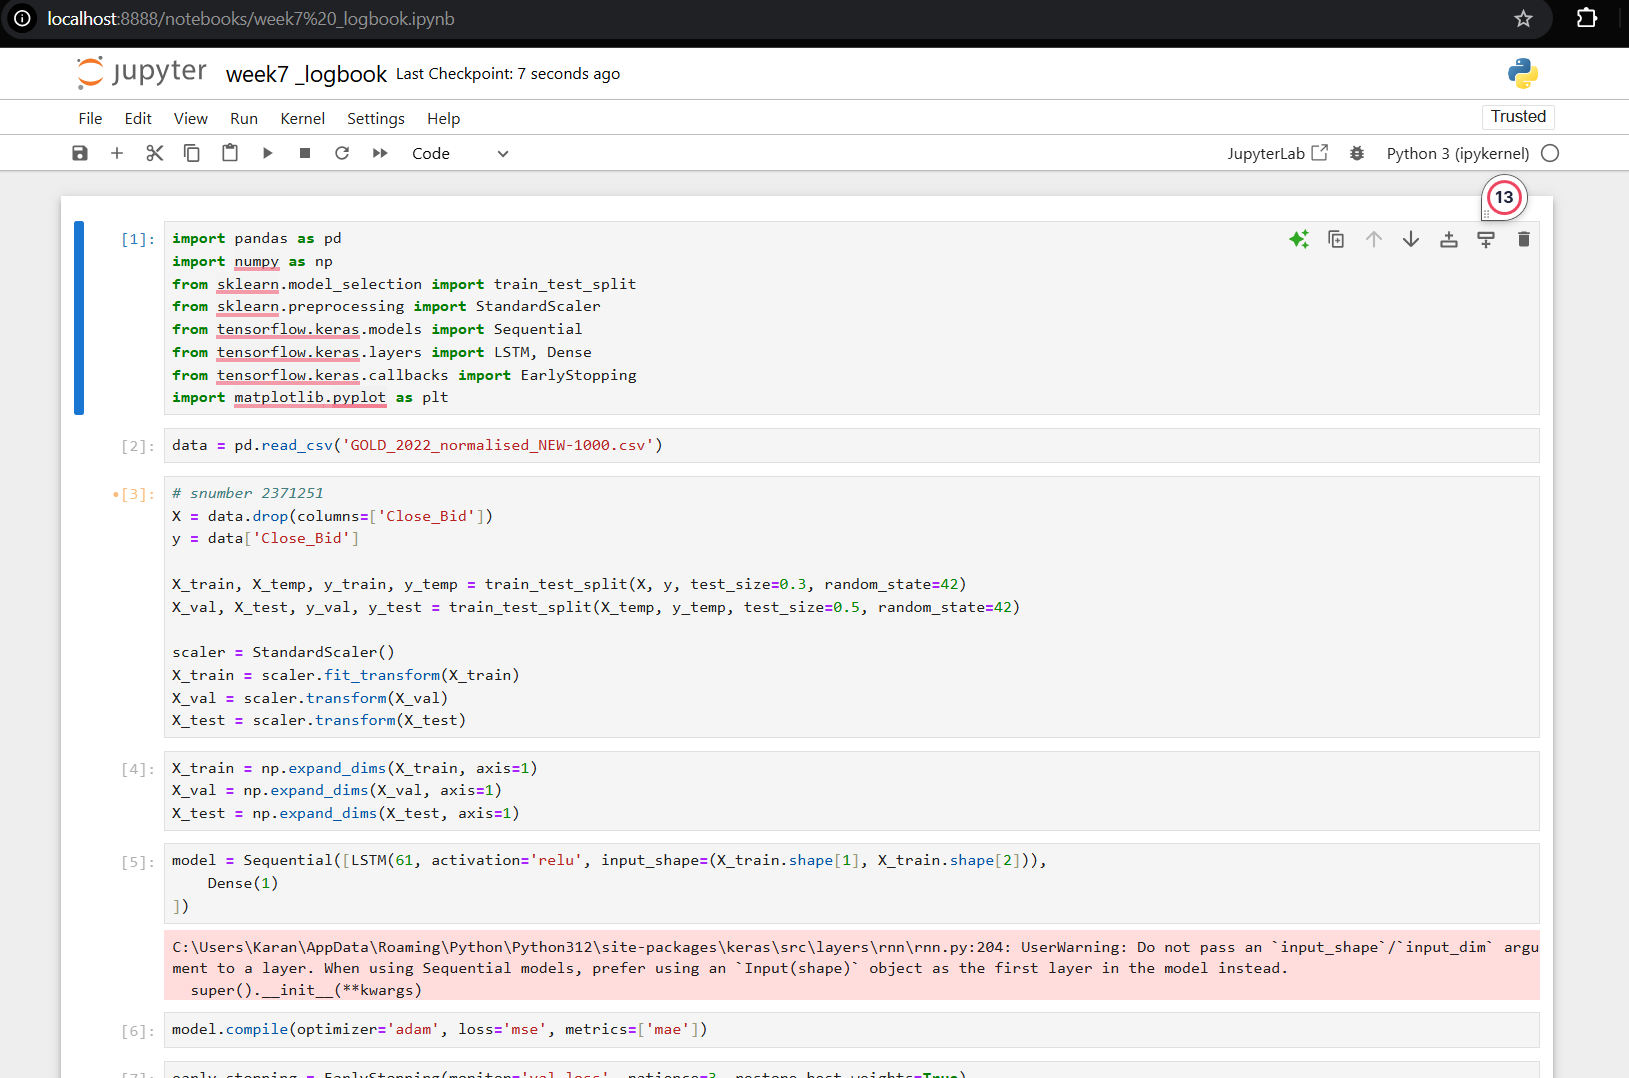 localhost:8888/notebooks/week7%20_logbook.ipynb
jupyter week7 _logbook Last Checkpoint: 7 seconds ago
File Edit View Run Kernel Settings Help
Trusted
Code
JupyterLab
Python 3 (ipykernel)
13
[1]:
import pandas as pd
import numpy as np
from sklearn.model_selection import train_test_split
from sklearn.preprocessing import StandardScaler
from tensorflow.keras.models import Sequential
from tensorflow.keras.layers import LSTM, Dense
from tensorflow.keras.callbacks import EarlyStopping
import matplotlib.pyplot as plt
[2]:
data = pd.read_csv('GOLD_2022_normalised_NEW-1000.csv')
•[3]:
# snumber 2371251
X = data.drop(columns=['Close_Bid'])
y = data['Close_Bid']
X_train, X_temp, y_train, y_temp = train_test_split(X, y, test_size=0.3, random_state=42)
X_val, X_test, y_val, y_test = train_test_split(X_temp, y_temp, test_size=0.5, random_state=42)
scaler = StandardScaler()
X_train = scaler.fit_transform(X_train)
X_val = scaler.transform(X_val)
X_test = scaler.transform(X_test)
[4]:
X_train = np.expand_dims(X_train, axis=1)
X_val = np.expand_dims(X_val, axis=1)
X_test = np.expand_dims(X_test, axis=1)
[5]:
model = Sequential([LSTM(61, activation='relu', input_shape=(X_train.shape[1], X_train.shape[2])),
Dense(1)
])
C:\Users\Karan\AppData\Roaming\Python\Python312\site-packages\keras\src\layers\rnn\rnn.py:204: UserWarning: Do not pass an `input_shape`/`input_dim` argu
ment to a layer. When using Sequential models, prefer using an `Input(shape)` object as the first layer in the model instead.
super().__init__(**kwargs)
[6]:
model.compile(optimizer='adam', loss='mse', metrics=['mae'])
[7]:
early_stopping = EarlyStopping(monitor='val_loss', patience=3, restore_best_weights=True)